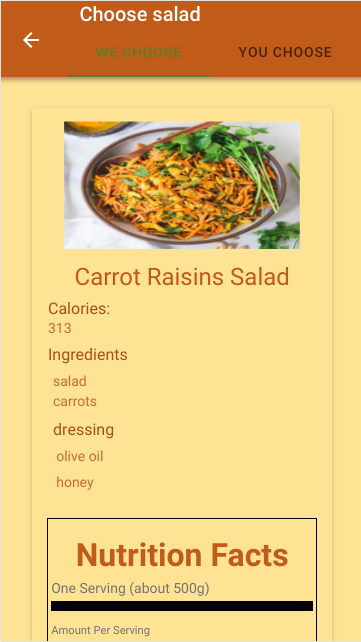 Choose salad
WE CHOOSE
YOU CHOOSE
Carrot Raisins Salad
Calories:
313
Ingredients
salad
carrots
dressing
olive oil
honey
Nutrition Facts
One Serving (about 500g)
Amount Per Serving